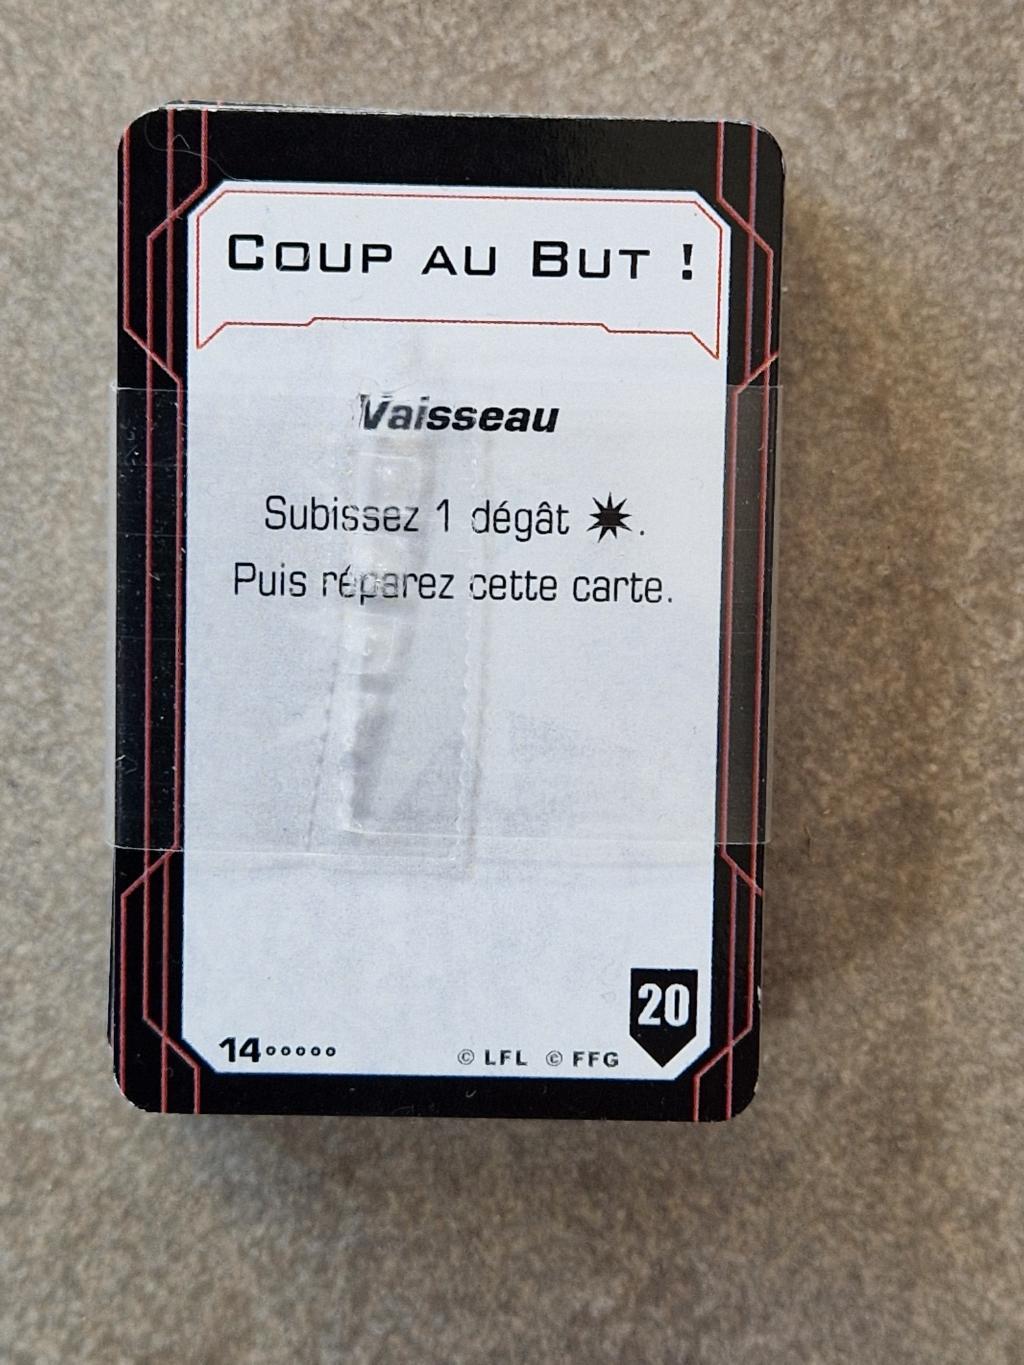 Coup au But !
Vaisseau
Subissez 1 dégât ✷.
Puis réparez cette carte.
20
14°°°°°
© LFL © FFG